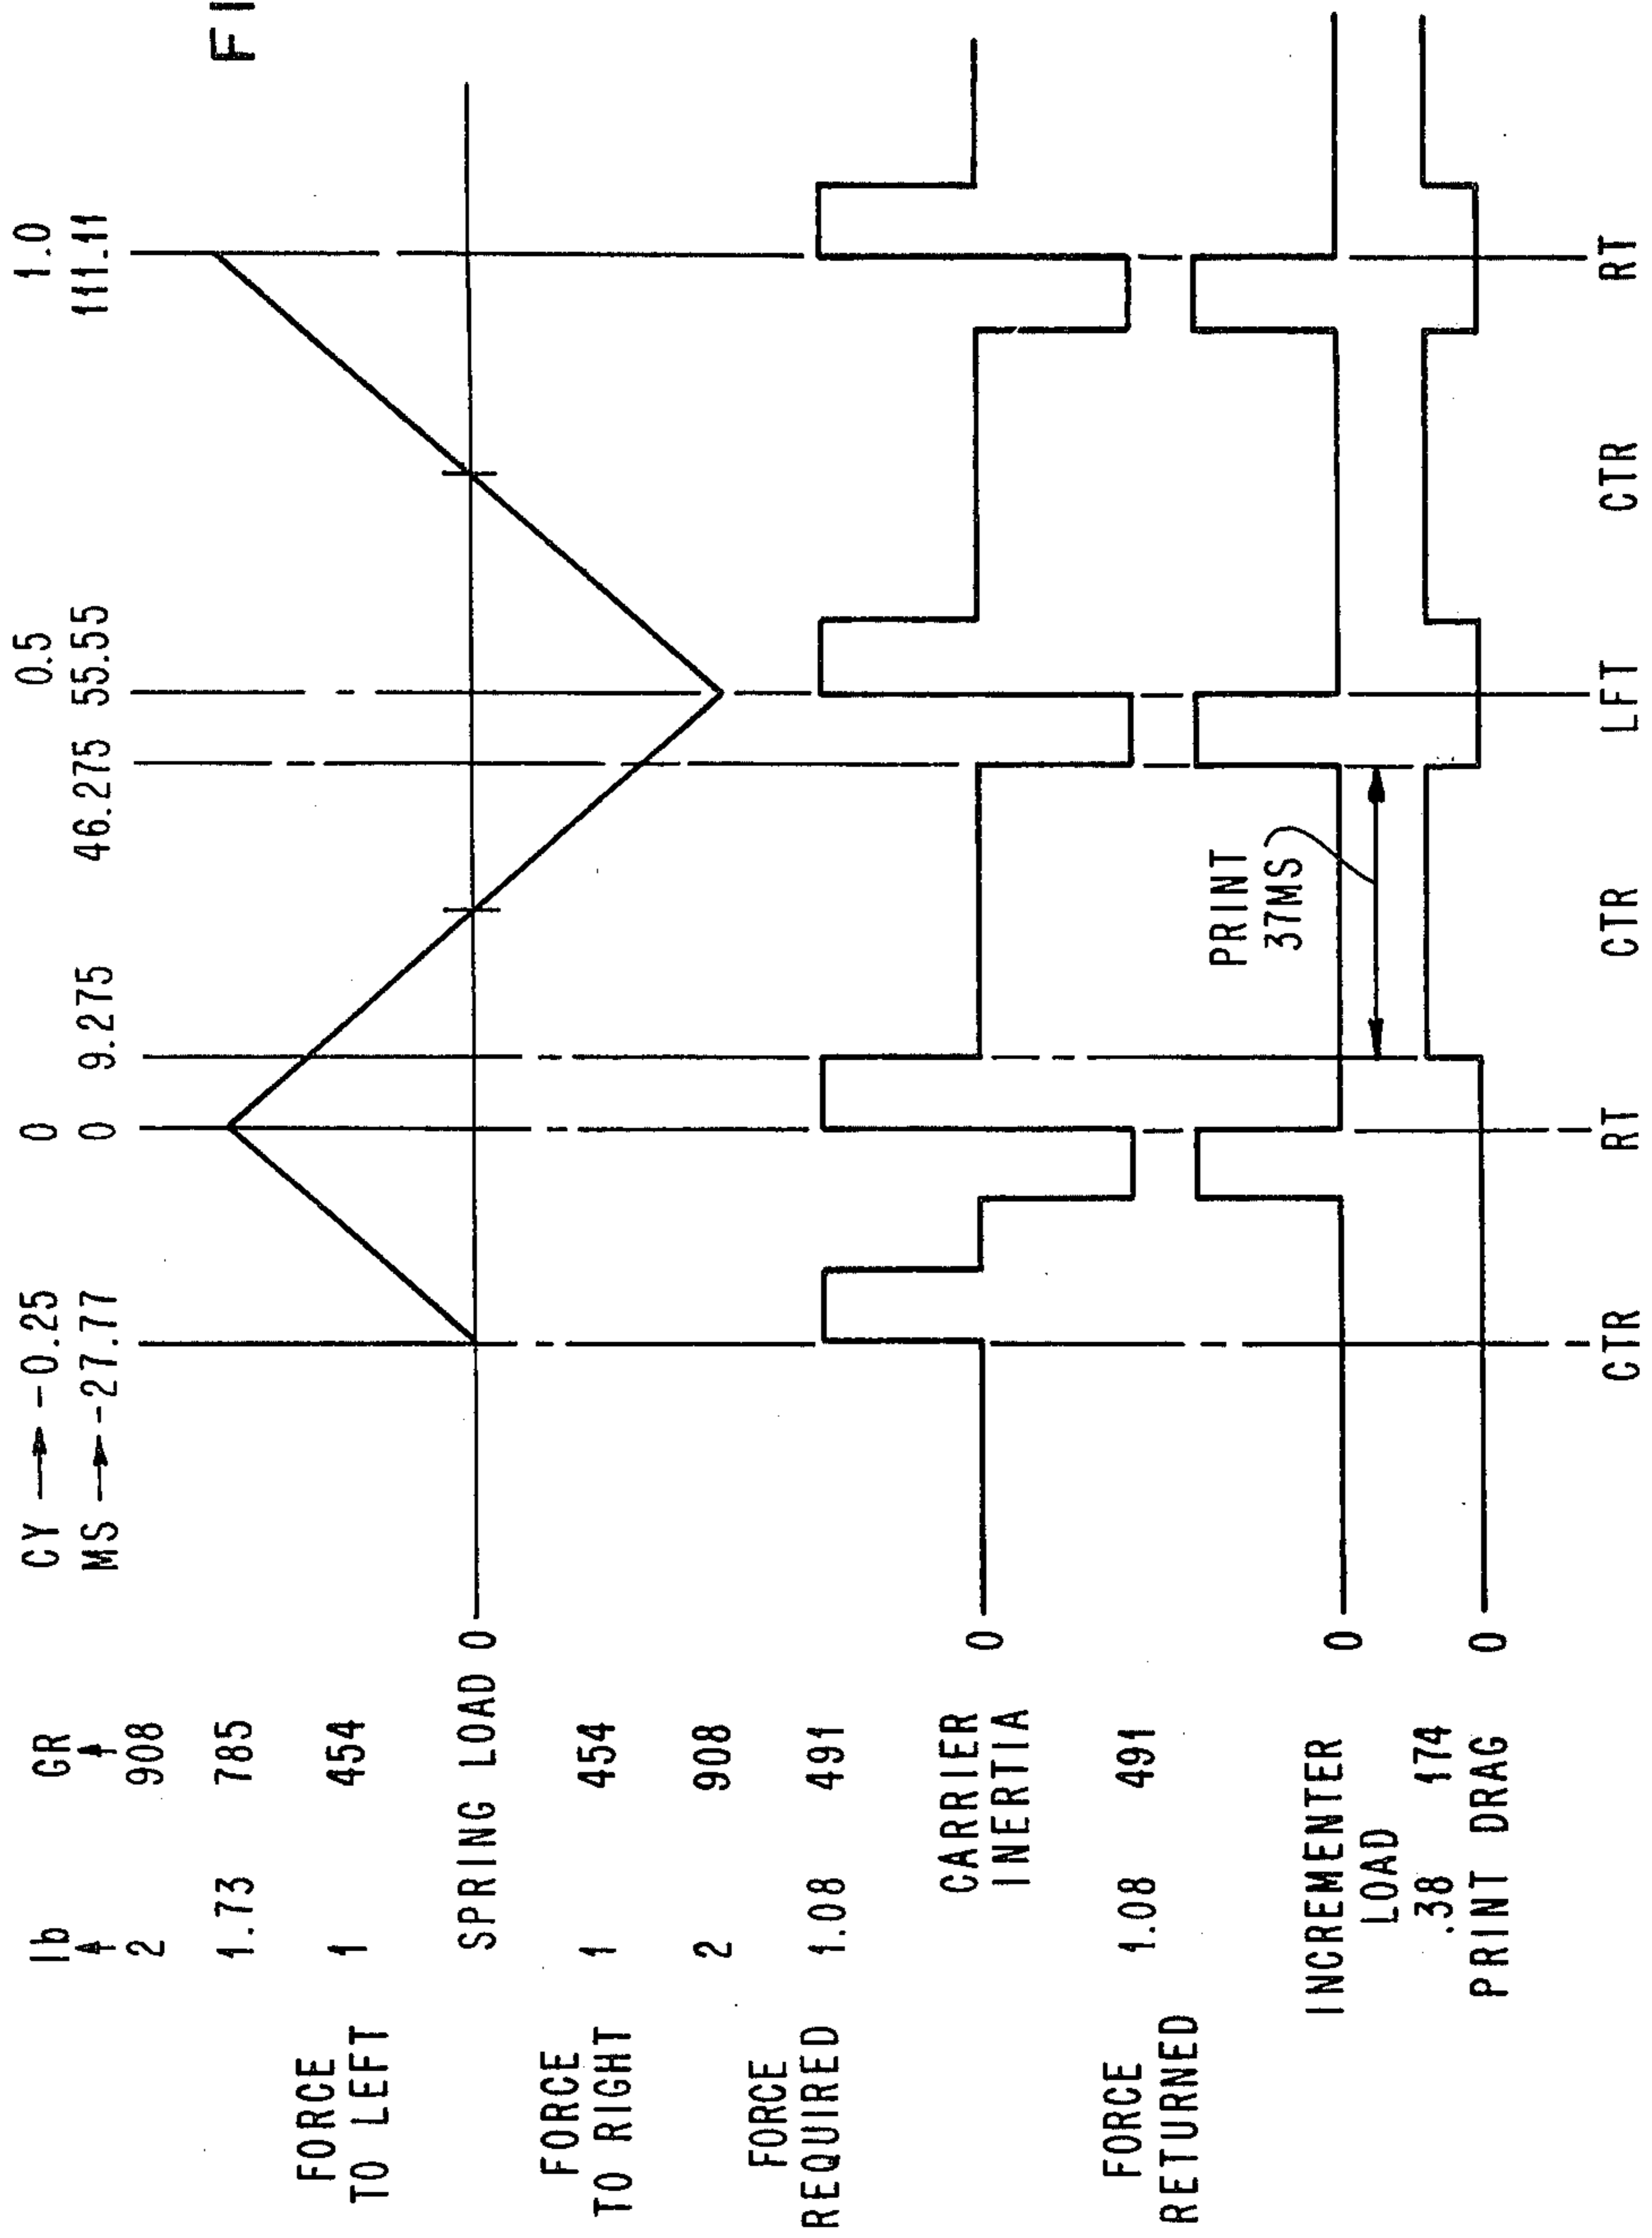 F
CY → -0.25 0 0.5 1.0
MS → -27.77 0 9.275 46.275 55.55 111.11
lb GR
2 908
1.73 785
FORCE
TO LEFT
1 454
SPRING LOAD 0
FORCE
TO RIGHT
1 454
2 908
FORCE
REQUIRED
1.08 491
CARRIER
INERTIA
0
FORCE
RETURNED
1.08 491
PRINT
37MS
INCREMENTER
LOAD
0
.38 174
PRINT DRAG 0
CTR RT CTR LFT CTR RT